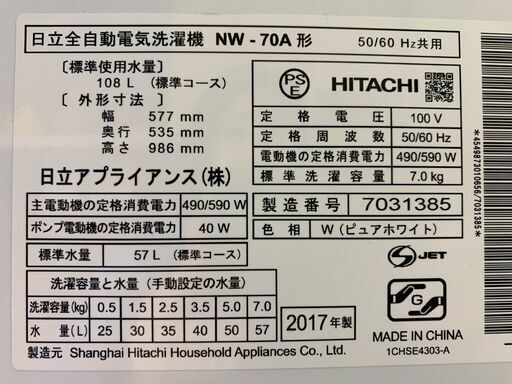 日立全自動電気洗濯機 NW - 70A 形 50/60 Hz共用
〔標準使用水量〕
108 L (標準コース)
〔 外 形 寸 法 〕
幅 577 mm
奥行 535 mm
高さ 986 mm
日立アプライアンス(株)
PS E HITACHI
定格電圧 100 V
定格周波数 50/60 Hz
電動機の定格消費電力 490/590 W
標準洗濯容量 7.0 kg
主電動機の定格消費電力 490/590 W
ポンプ電動機の定格消費電力 40 W
標準水量 57 L (標準コース)
製造番号 7031385
色相 W (ピュアホワイト)
洗濯容量と水量 (手動設定の水量)
洗濯容量(kg) 0.5 1.5 2.5 3.5 5.0 7.0
水 量(L) 25 30 35 40 50 57
2017年製
S JET
G
MADE IN CHINA
1CHSE4303-A
製造元 Shanghai Hitachi Household Appliances Co., Ltd.
*4549873010656/7031385*